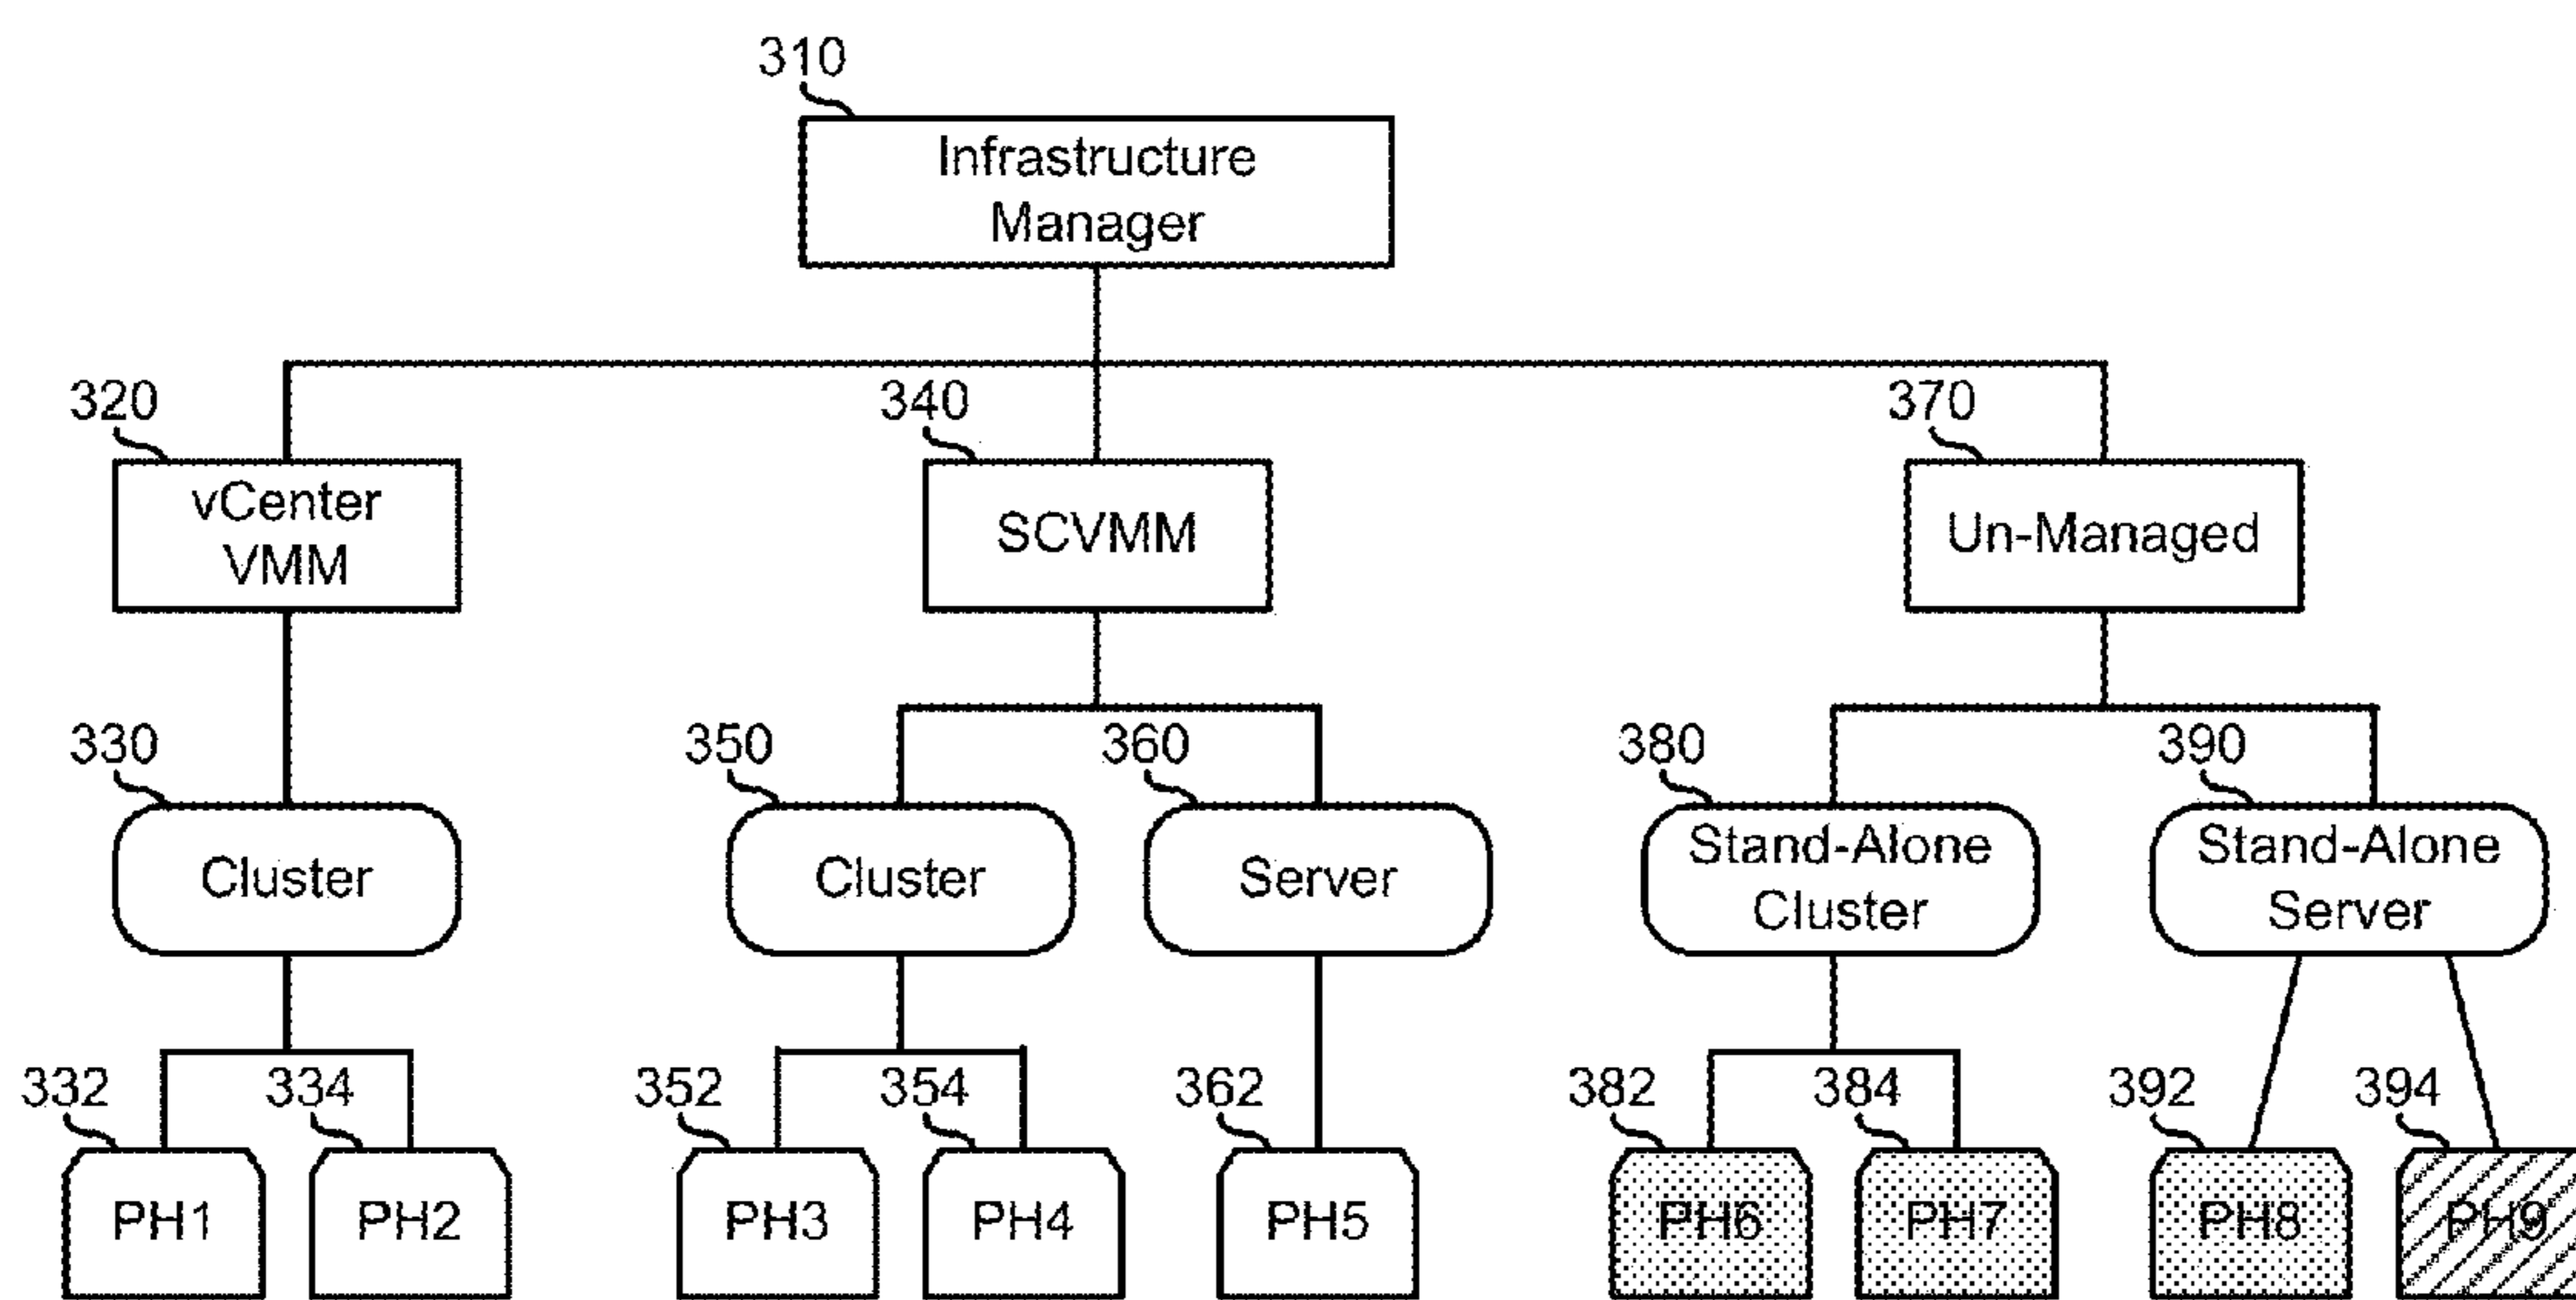 310
Infrastructure
Manager
320
340
370
vCenter
VMM
SCVMM
Un-Managed
330
350
360
380
390
Cluster
Cluster
Server
Stand-Alone
Cluster
Stand-Alone
Server
332
334
352
354
362
382
384
392
394
PH1
PH2
PH3
PH4
PH5
PH6
PH7
PH8
PH9